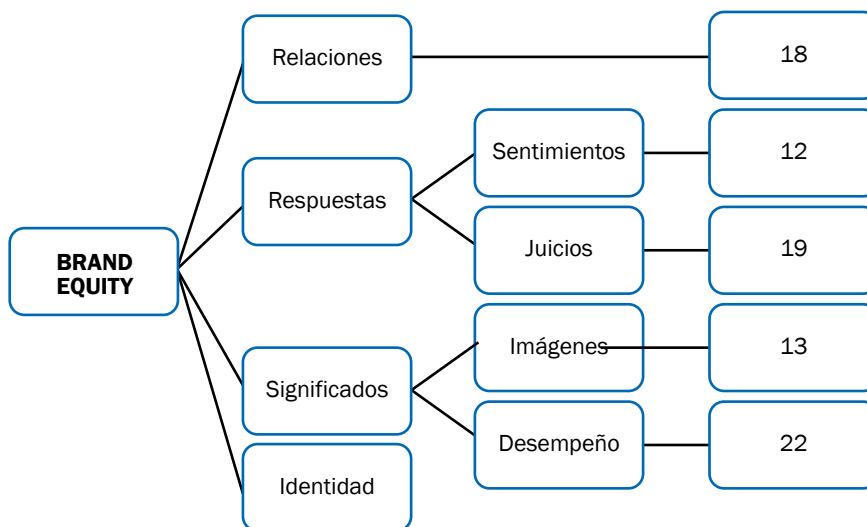 Relaciones
18
Sentimientos
12
Respuestas
Juicios
19
BRAND
EQUITY
Imágenes
13
Significados
Desempeño
22
Identidad